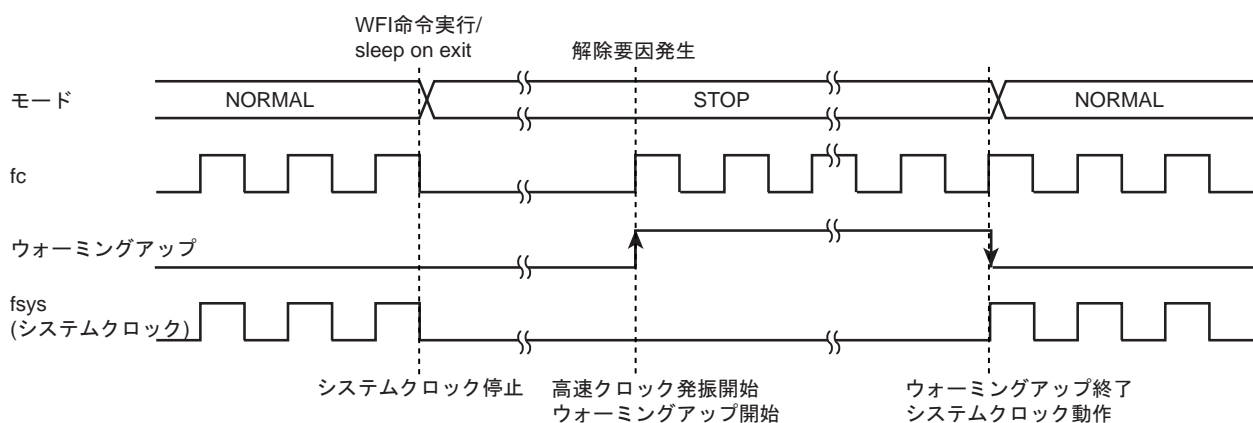 WFI命令実行/
sleep on exit
解除要因発生
モード
NORMAL
STOP
NORMAL
fc
ウォーミングアップ
fsys
(システムクロック)
システムクロック停止
高速クロック発振開始
ウォーミングアップ開始
ウォーミングアップ終了
システムクロック動作